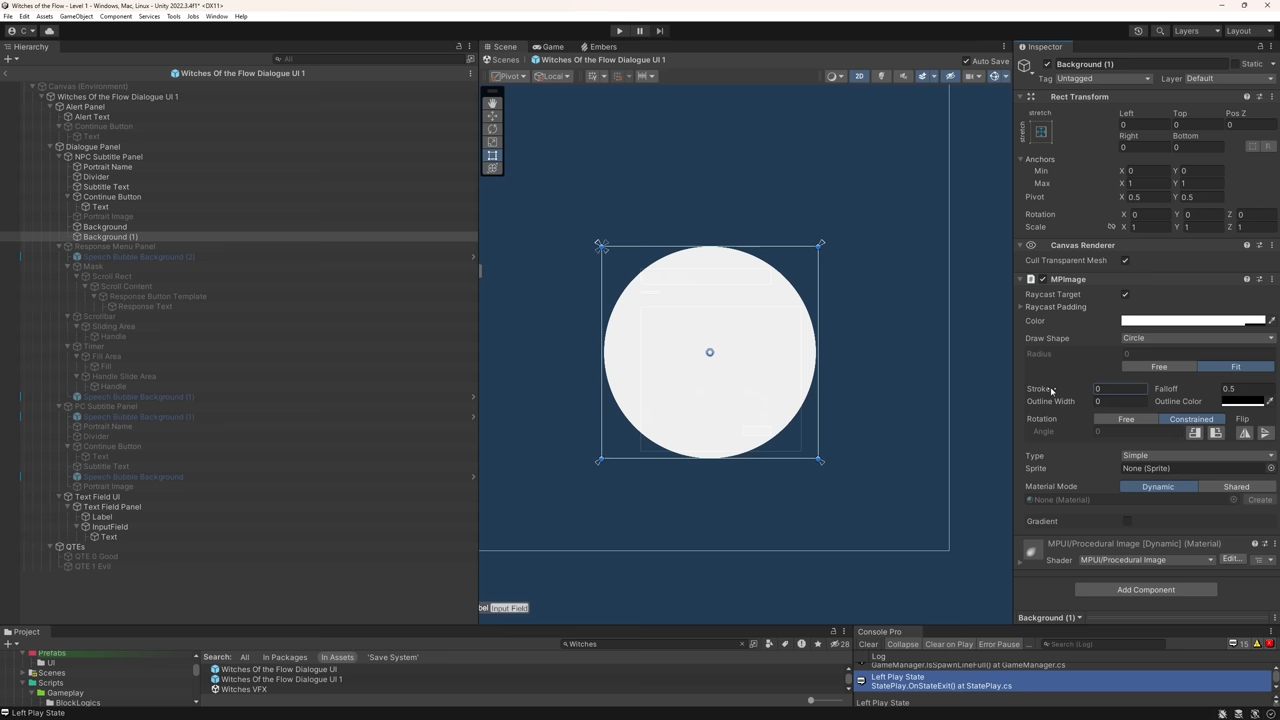 Witches of the Flow - Level 1 - Windows, Mac, Linux - Unity 2022.3.4f1* <DX11>
File Edit Assets GameObject Component Services Tools Jobs Window Help
C Layers Layout
Hierarchy
All
Witches Of the Flow Dialogue UI 1
Canvas (Environment)
Witches Of the Flow Dialogue UI 1
Alert Panel
Alert Text
Continue Button
Text
Dialogue Panel
NPC Subtitle Panel
Portrait Name
Divider
Subtitle Text
Continue Button
Text
Portrait Image
Background
Background (1)
Response Menu Panel
Speech Bubble Background (2)
Mask
Scroll Rect
Scroll Content
Response Button Template
Response Text
Scrollbar
Sliding Area
Handle
Timer
Fill Area
Fill
Handle Slide Area
Handle
Speech Bubble Background (1)
PC Subtitle Panel
Speech Bubble Background (1)
Portrait Name
Divider
Continue Button
Text
Subtitle Text
Speech Bubble Background
Portrait Image
Text Field UI
Text Field Panel
Label
InputField
Text
QTEs
QTE 0 Good
QTE 1 Evil
Scene Game Embers
Scenes Witches Of the Flow Dialogue UI 1 Auto Save
Pivot Local 2D
bel Input Field
Inspector
Background (1) Static
Tag Untagged Layer Default
Rect Transform
stretch Left Top Pos Z
stretch 0 0 0
Right Bottom
0 0 R
Anchors
Min X 0 Y 0
Max X 1 Y 1
Pivot X 0.5 Y 0.5
Rotation X 0 Y 0 Z 0
Scale X 1 Y 1 Z 1
Canvas Renderer
Cull Transparent Mesh
MPImage
Raycast Target
Raycast Padding
Color
Draw Shape Circle
Radius 0
Free Fit
Stroke 0 Falloff 0.5
Outline Width 0 Outline Color
Rotation Free Constrained Flip
Angle 0
Type Simple
Sprite None (Sprite)
Material Mode Dynamic Shared
None (Material) Create
Gradient
MPUI/Procedural Image [Dynamic] (Material)
Shader MPUI/Procedural Image Edit...
Add Component
Background (1)
Project
Witches 28
Prefabs
UI
Scenes
Scripts
Gameplay
BlockLogics
Search: All In Packages In Assets 'Save System'
Witches Of the Flow Dialogue UI
Witches Of the Flow Dialogue UI 1
Witches VFX
Console Pro
Clear Collapse Clear on Play Error Pause ... Search (Log) 15
Log
GameManager.IsSpawnLineFull() at GameManager.cs
Left Play State
StatePlay.OnStateExit() at StatePlay.cs
Left Play State
Left Play State